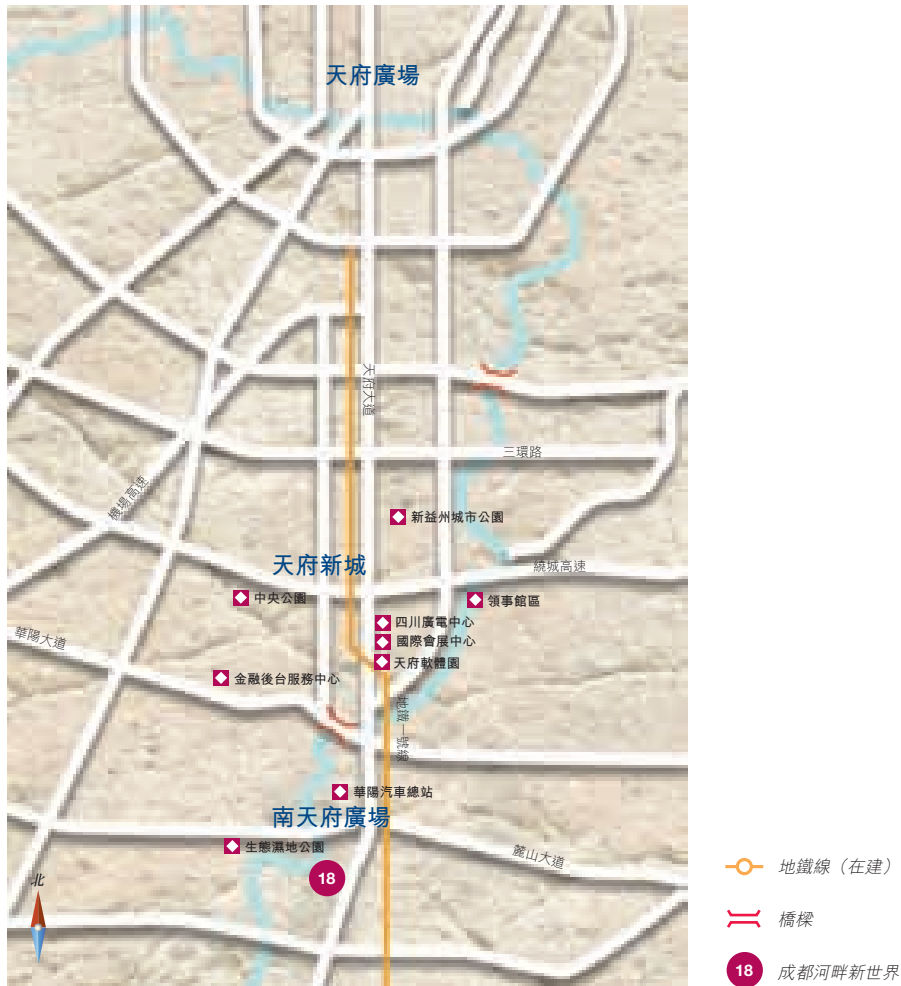 天府廣場
天府大道
三環路
機場高速
新益州城市公園
天府新城
繞城高速
中央公園
領事館區
四川廣電中心
國際會展中心
天府軟體園
華陽大道
金融後台服務中心
地鐵一號線
華陽汽車總站
南天府廣場
生態濕地公園
麓山大道
18
北
地鐵線（在建）
橋樑
18 成都河畔新世界